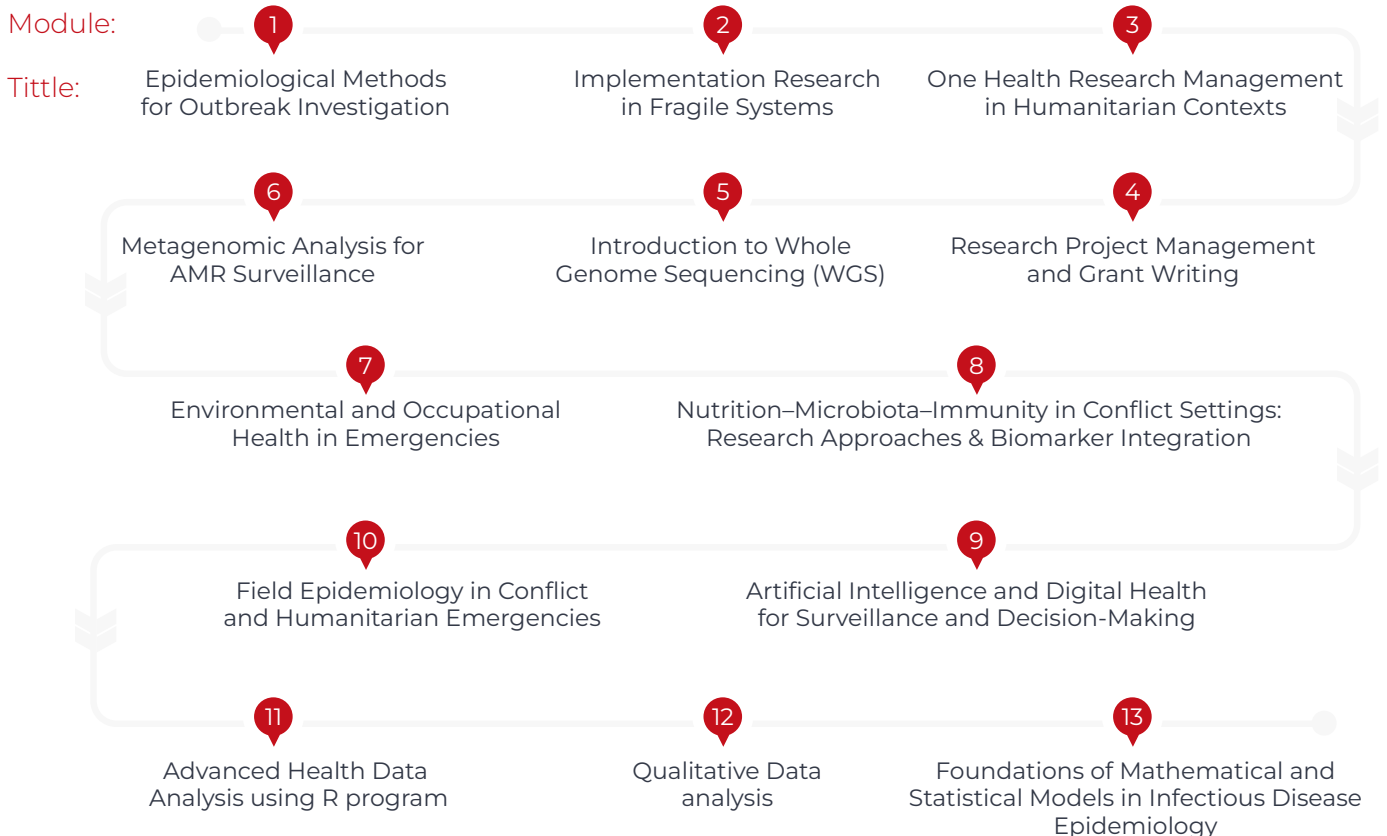 Module:
1
2
3
Tittle:
Epidemiological Methods
for Outbreak Investigation
Implementation Research
in Fragile Systems
One Health Research Management
in Humanitarian Contexts
6
5
4
Metagenomic Analysis for
AMR Surveillance
Introduction to Whole
Genome Sequencing (WGS)
Research Project Management
and Grant Writing
7
8
Environmental and Occupational
Health in Emergencies
Nutrition–Microbiota–Immunity in Conflict Settings:
Research Approaches & Biomarker Integration
10
9
Field Epidemiology in Conflict
and Humanitarian Emergencies
Artificial Intelligence and Digital Health
for Surveillance and Decision-Making
11
12
13
Advanced Health Data
Analysis using R program
Qualitative Data
analysis
Foundations of Mathematical and
Statistical Models in Infectious Disease
Epidemiology